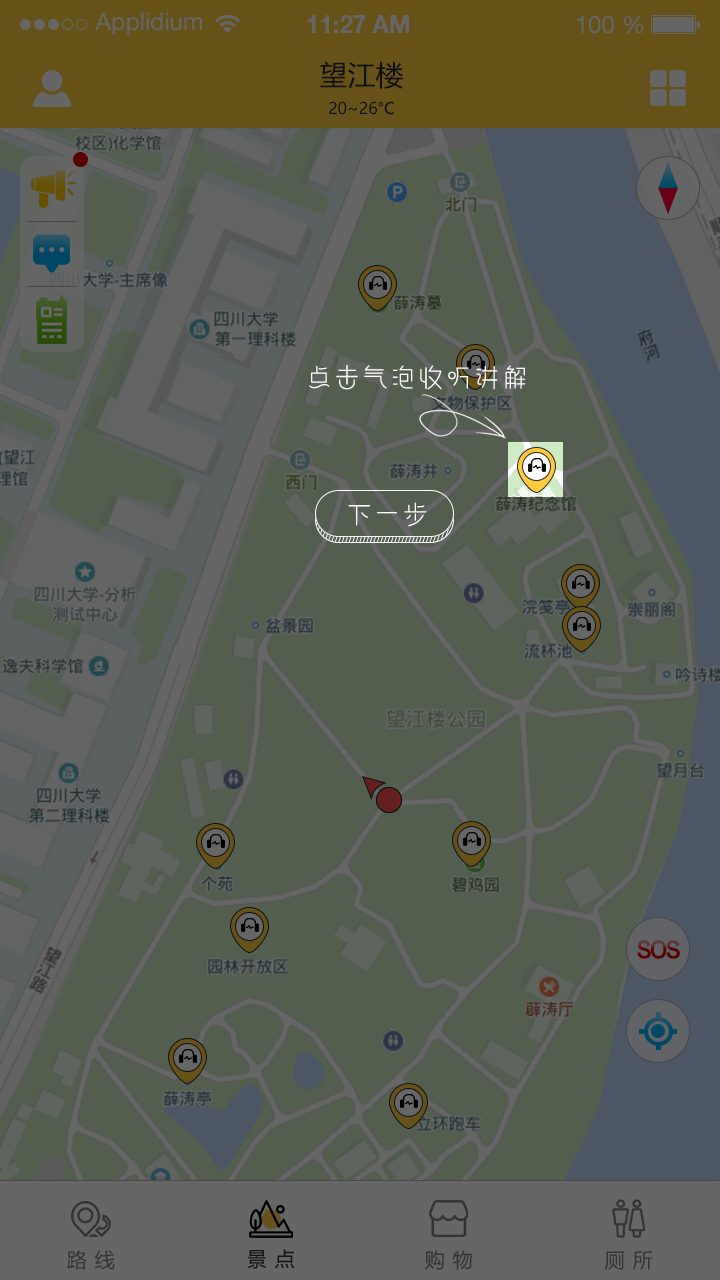 Applidium 11:27 AM 100 %
望江楼
20~26°C
校区)化学馆
P
北门
四川大学-主席像
薛涛墓
四川大学
第一理科楼
府河
点击气泡收听讲解
文物保护区
(望江
理馆
西门
薛涛井
薛涛纪念馆
下一步
四川大学-分析
测试中心
浣笺亭
崇丽阁
盆景园
流杯池
逸夫科学馆
吟诗楼
望江楼公园
望月台
四川大学
第二理科楼
个苑
碧鸡园
望江路
园林开放区
SOS
薛涛厅
薛涛亭
立环跑车
路线 景点 购物 厕所